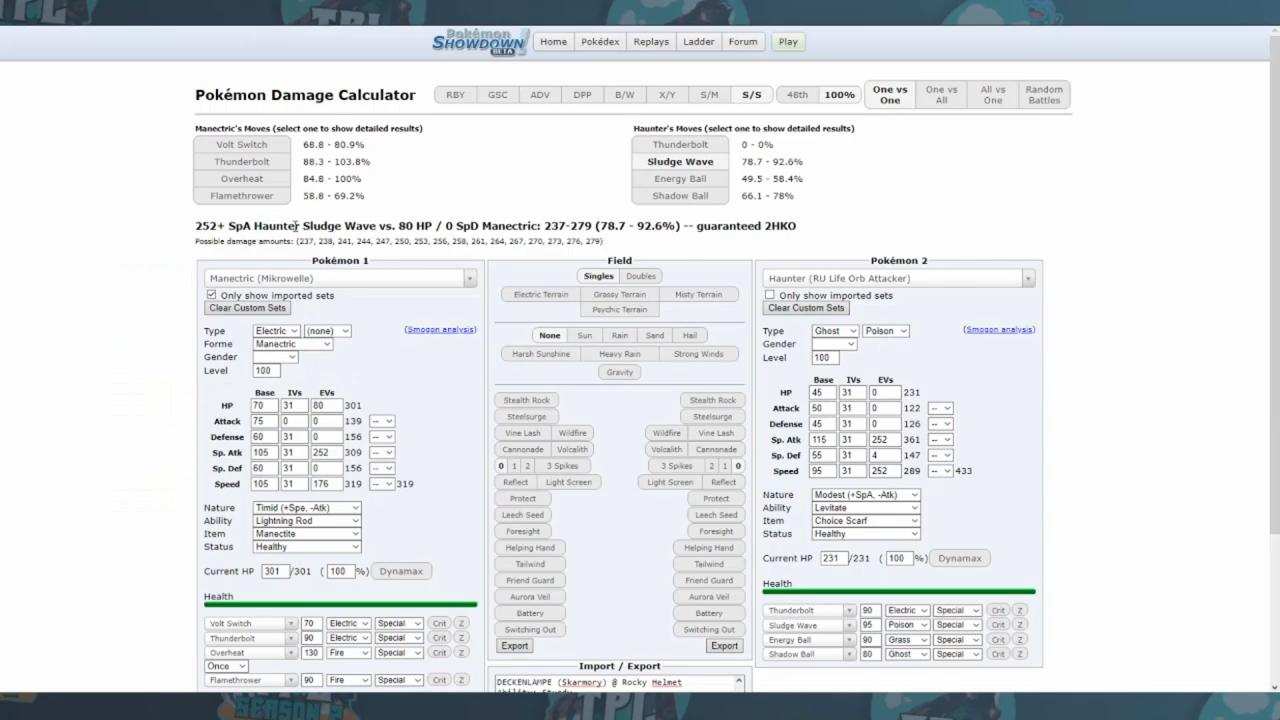 Pokémon SHOWDOWN! BETA Home Pokédex Replays Ladder Forum Play
Pokémon Damage Calculator RBY GSC ADV DPP B/W X/Y S/M S/S 48th 100% One vs One One vs All All vs One Random Battles
Manectric's Moves (select one to show detailed results)
Volt Switch 68.8 - 80.9%
Thunderbolt 88.3 - 103.8%
Overheat 84.8 - 100%
Flamethrower 58.8 - 69.2%
Haunter's Moves (select one to show detailed results)
Thunderbolt 0 - 0%
Sludge Wave 78.7 - 92.6%
Energy Ball 49.5 - 58.4%
Shadow Ball 66.1 - 78%
252+ SpA Haunter Sludge Wave vs. 80 HP / 0 SpD Manectric: 237-279 (78.7 - 92.6%) -- guaranteed 2HKO
Possible damage amounts: (237, 238, 241, 244, 247, 250, 253, 256, 258, 261, 264, 267, 270, 273, 276, 279)
Pokémon 1
Manectric (Mikrowelle)
Only show imported sets
Clear Custom Sets
Type Electric (none) (Smogon analysis)
Forme Manectric
Gender
Level 100
Base IVs EVs
HP 70 31 80 301
Attack 75 0 0 139 --
Defense 60 31 0 156 --
Sp. Atk 105 31 252 309 --
Sp. Def 60 31 0 156 --
Speed 105 31 176 319 -- 319
Nature Timid (+Spe, -Atk)
Ability Lightning Rod
Item Manectite
Status Healthy
Current HP 301 /301 ( 100 %) Dynamax
Health
Volt Switch 70 Electric Special Crit Z
Thunderbolt 90 Electric Special Crit Z
Overheat 130 Fire Special Crit Z
Once
Flamethrower 90 Fire Special Crit Z
Field
Singles Doubles
Electric Terrain Grassy Terrain Misty Terrain
Psychic Terrain
None Sun Rain Sand Hail
Harsh Sunshine Heavy Rain Strong Winds
Gravity
Stealth Rock Stealth Rock
Steelsurge Steelsurge
Vine Lash Wildfire Wildfire Vine Lash
Cannonade Volcalith Volcalith Cannonade
0 1 2 3 Spikes 3 Spikes 2 1 0
Reflect Light Screen Light Screen Reflect
Protect Protect
Leech Seed Leech Seed
Foresight Foresight
Helping Hand Helping Hand
Tailwind Tailwind
Friend Guard Friend Guard
Aurora Veil Aurora Veil
Battery Battery
Switching Out Switching Out
Export Export
Import / Export
DECKENLAMPE (Skarmory) @ Rocky Helmet
Ability: Sturdy
Pokémon 2
Haunter (RU Life Orb Attacker)
Only show imported sets
Clear Custom Sets
Type Ghost Poison (Smogon analysis)
Gender
Level 100
Base IVs EVs
HP 45 31 0 231
Attack 50 31 0 122 --
Defense 45 31 0 126 --
Sp. Atk 115 31 252 361 --
Sp. Def 55 31 4 147 --
Speed 95 31 252 289 -- 433
Nature Modest (+SpA, -Atk)
Ability Levitate
Item Choice Scarf
Status Healthy
Current HP 231 /231 ( 100 %) Dynamax
Health
Thunderbolt 90 Electric Special Crit Z
Sludge Wave 95 Poison Special Crit Z
Energy Ball 90 Grass Special Crit Z
Shadow Ball 80 Ghost Special Crit Z
TPL
SEASON
TPL